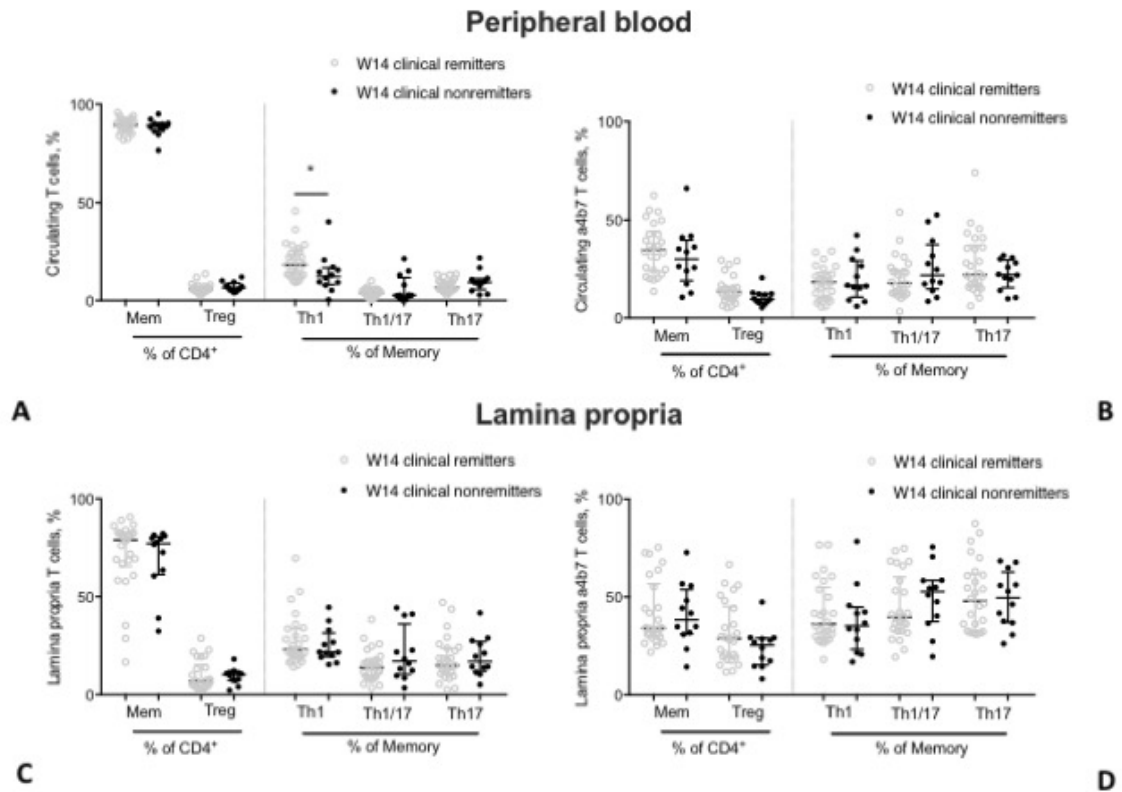 Peripheral blood
W14 clinical remitters
W14 clinical nonremitters
Circulating T cells, %
100
50
0
*
Mem Treg Th1 Th1/17 Th17
% of CD4⁺ % of Memory
A
W14 clinical remitters
W14 clinical nonremitters
Circulating a4b7 T cells, %
100
50
0
Mem Treg Th1 Th1/17 Th17
% of CD4⁺ % of Memory
B
Lamina propria
W14 clinical remitters
W14 clinical nonremitters
Lamina propria T cells, %
100
50
0
Mem Treg Th1 Th1/17 Th17
% of CD4⁺ % of Memory
C
W14 clinical remitters
W14 clinical nonremitters
Lamina propria a4b7 T cells, %
100
50
0
Mem Treg Th1 Th1/17 Th17
% of CD4⁺ % of Memory
D